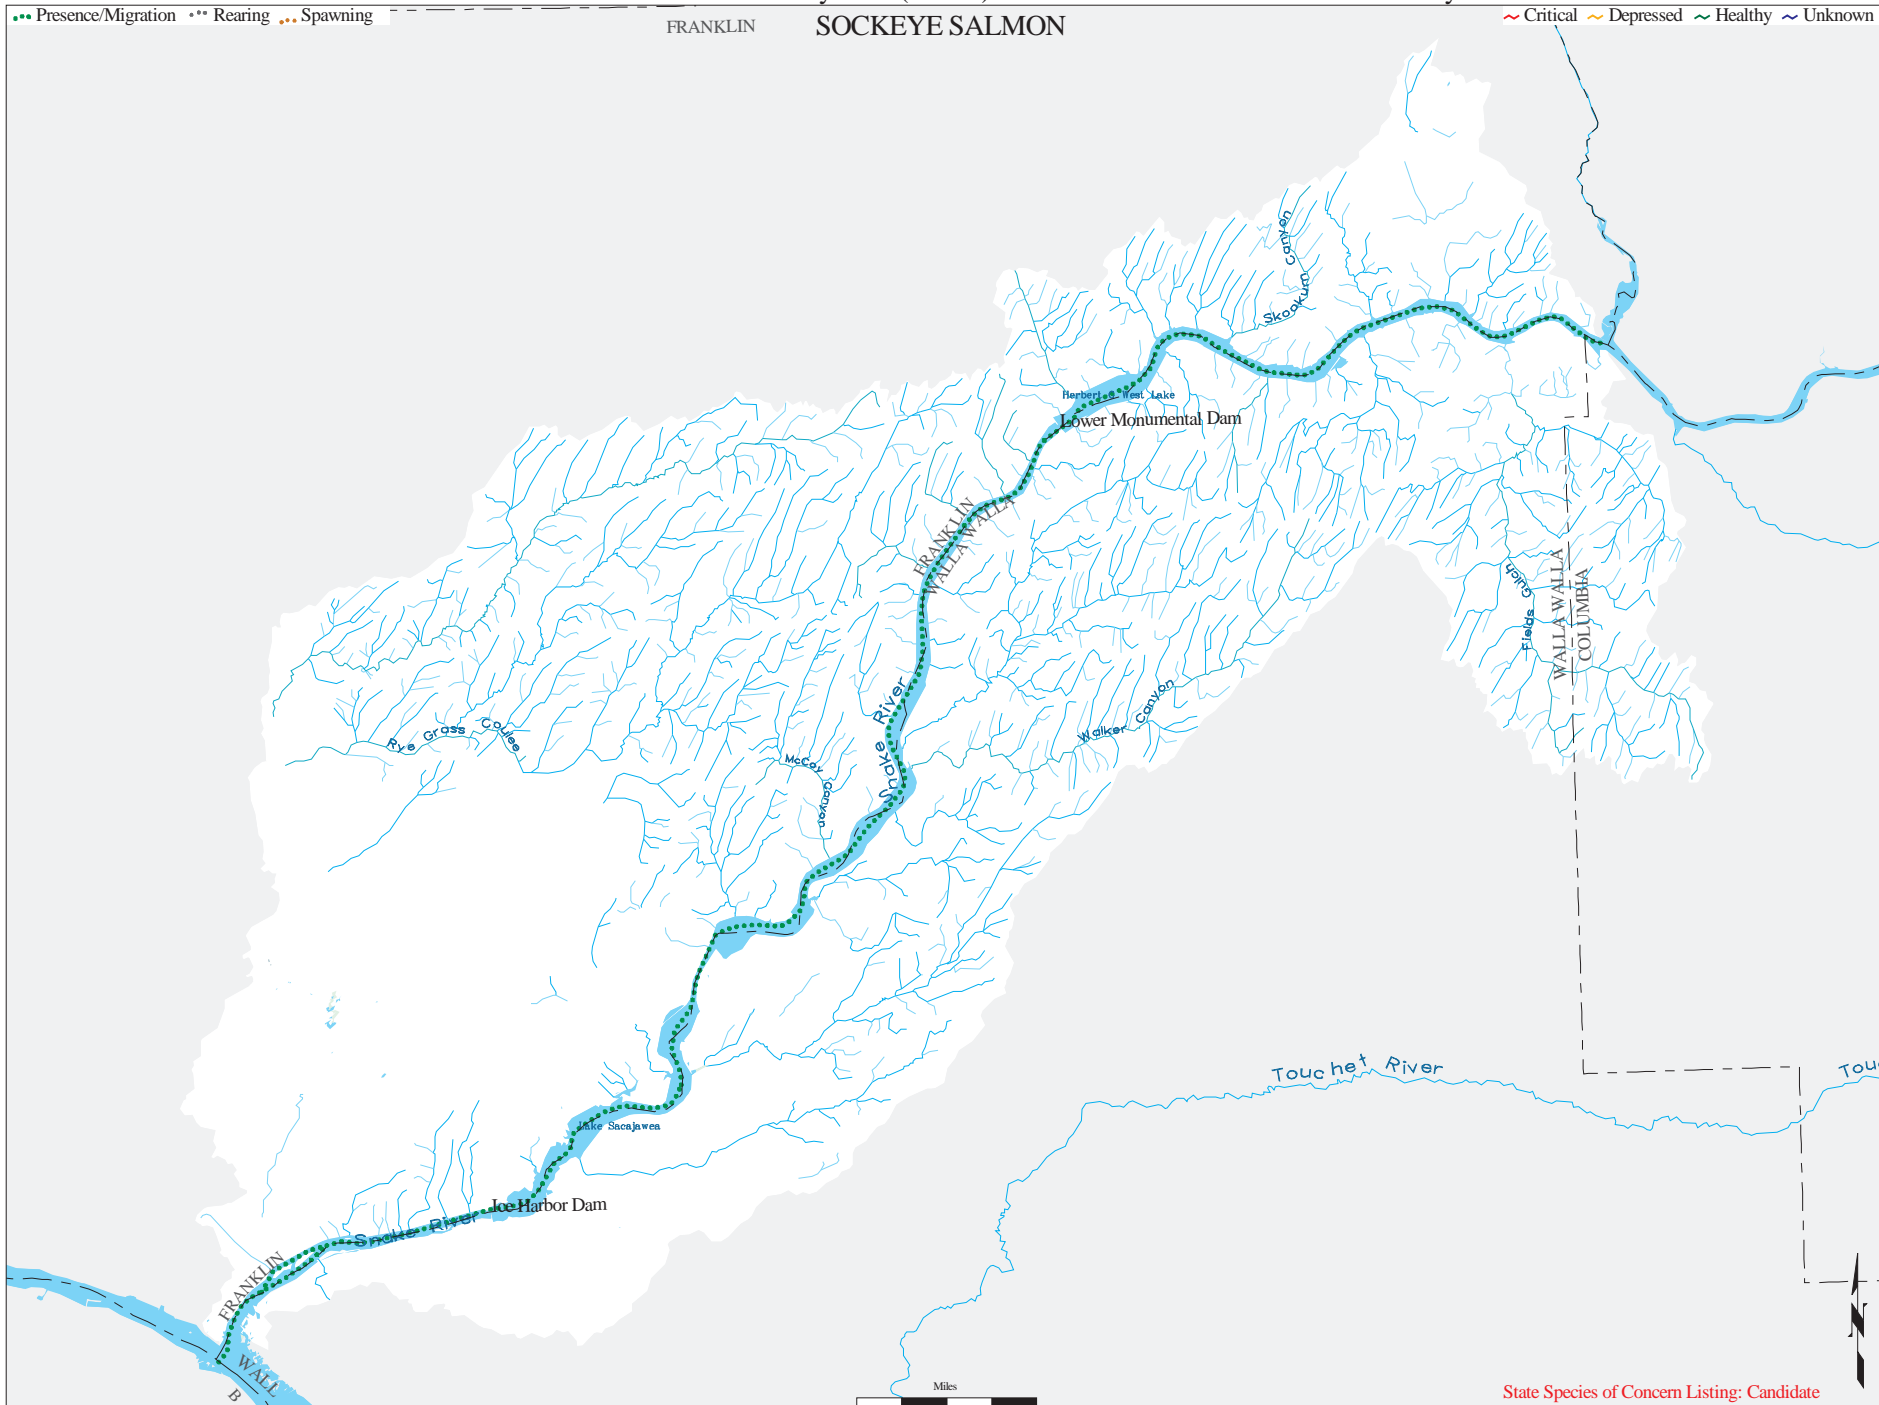 Presence/Migration Rearing Spawning
FRANKLIN
SOCKEYE SALMON
Critical Depressed Healthy Unknown
Skookum Canyon
Herbert West Lake
Lower Monumental Dam
FRANKLIN
WALLA WALLA
Fields Gulch
WALLA WALLA
COLUMBIA
Snake River
Walker Canyon
Rye Grass Coulee
McCoy Canyon
Touchet River
Tou
Lake Sacajawea
Ice Harbor Dam
Snake River
FRANKLIN
WALL
B
N
Miles
State Species of Concern Listing: Candidate